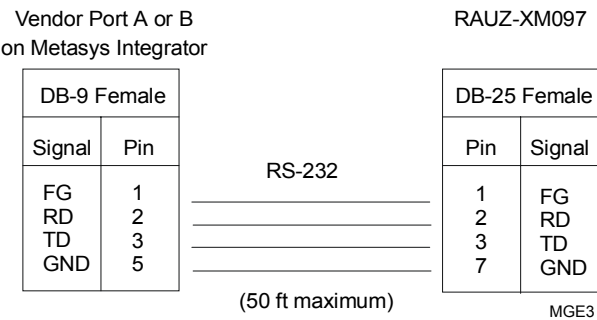 Vendor Port A or B
on Metasys Integrator
RAUZ-XM097
DB-9 Female
Signal Pin
FG 1
RD 2
TD 3
GND 5
RS-232
(50 ft maximum)
DB-25 Female
Pin Signal
1 FG
2 RD
3 TD
7 GND
MGE3